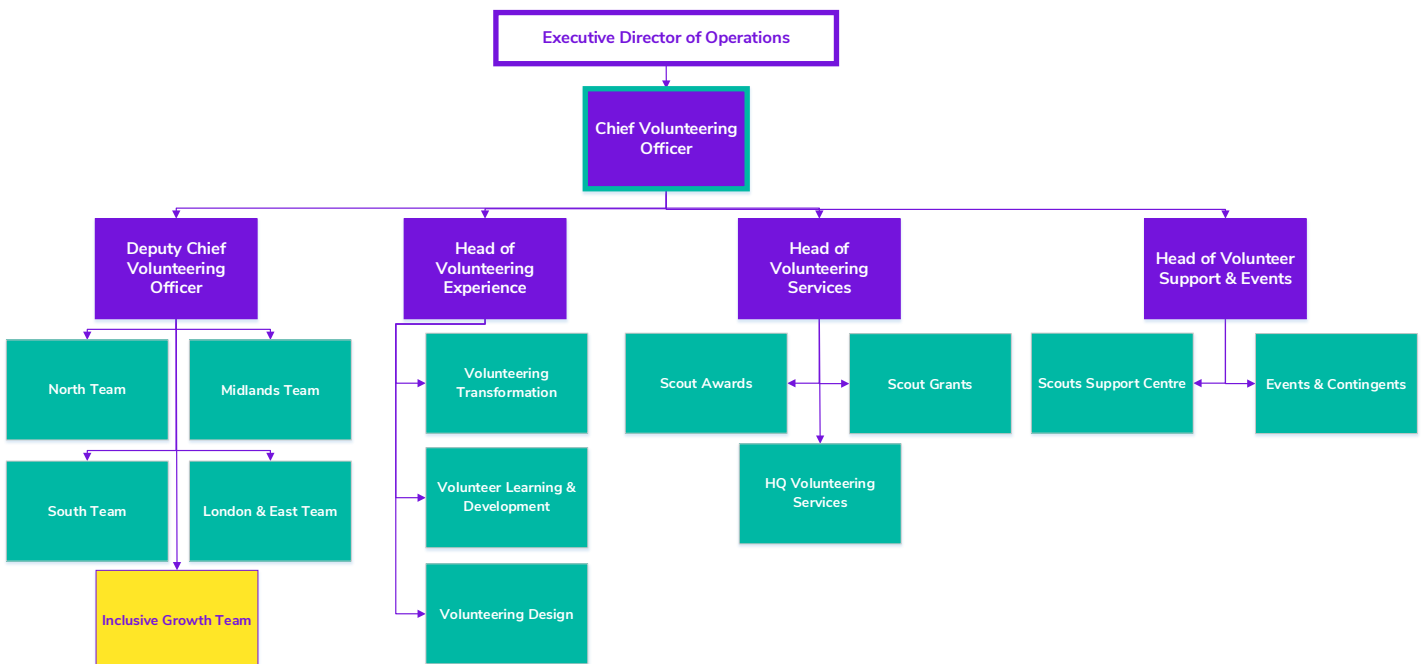 Executive Director of Operations
Chief Volunteering
Officer
Deputy Chief
Volunteering
Officer
Head of
Volunteering
Experience
Head of
Volunteering
Services
Head of Volunteer
Support & Events
North Team
Midlands Team
South Team
London & East Team
Inclusive Growth Team
Volunteering
Transformation
Volunteer Learning &
Development
Volunteering Design
Scout Awards
Scout Grants
HQ Volunteering
Services
Scouts Support Centre
Events & Contingents